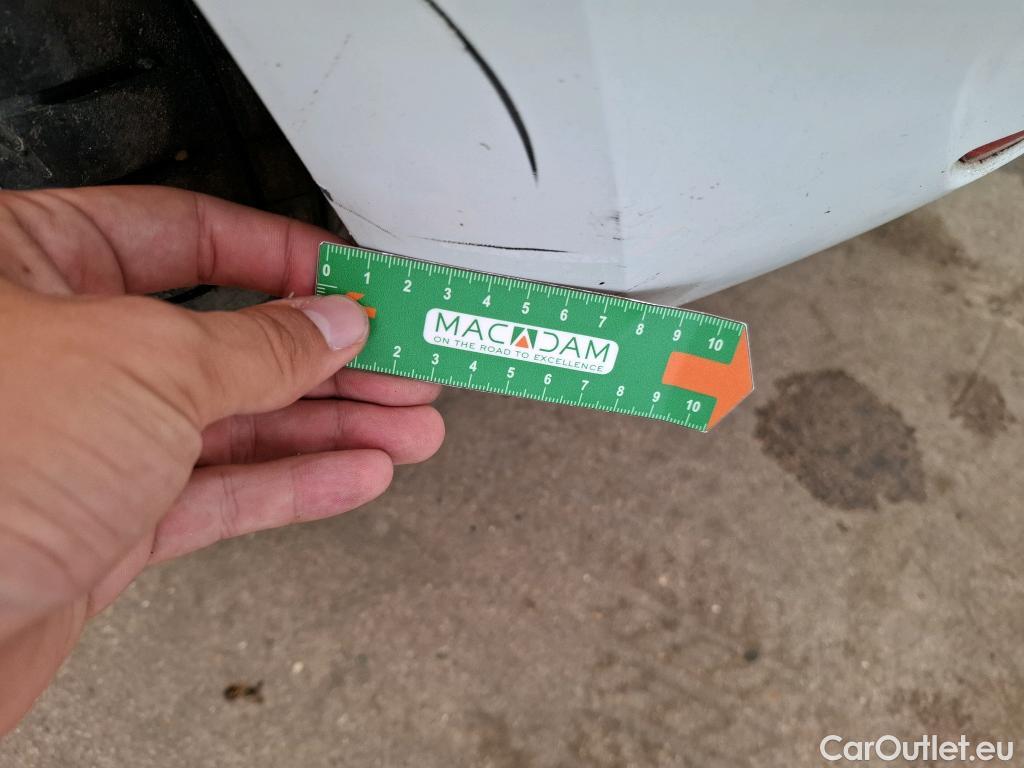 0 1 2 3 4 5 6 7 8 9 10
MACADAM
ON THE ROAD TO EXCELLENCE
2 3 4 5 6 7 8 9 10
CarOutlet.eu